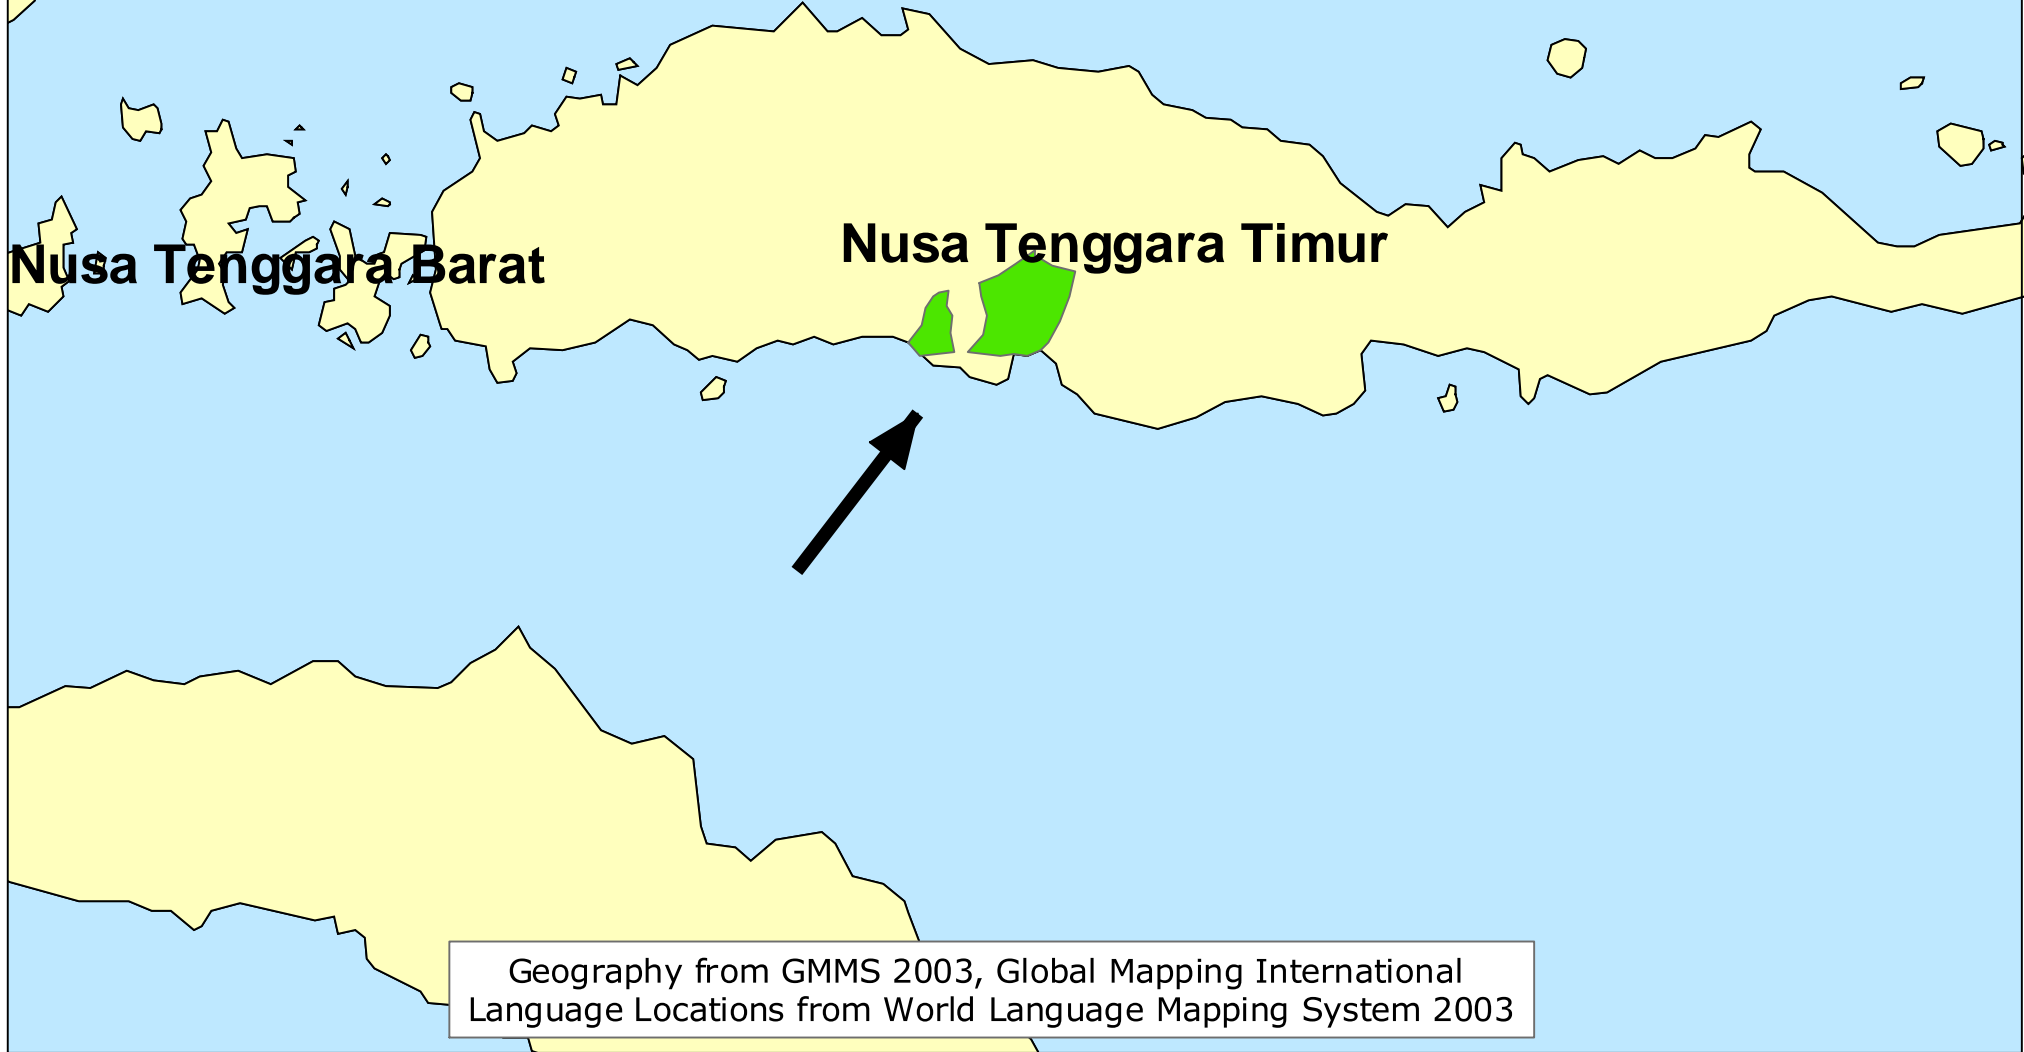 Nusa Tenggara Timur
Nusa Tenggara Barat
Geography from GMMS 2003, Global Mapping International
Language Locations from World Language Mapping System 2003